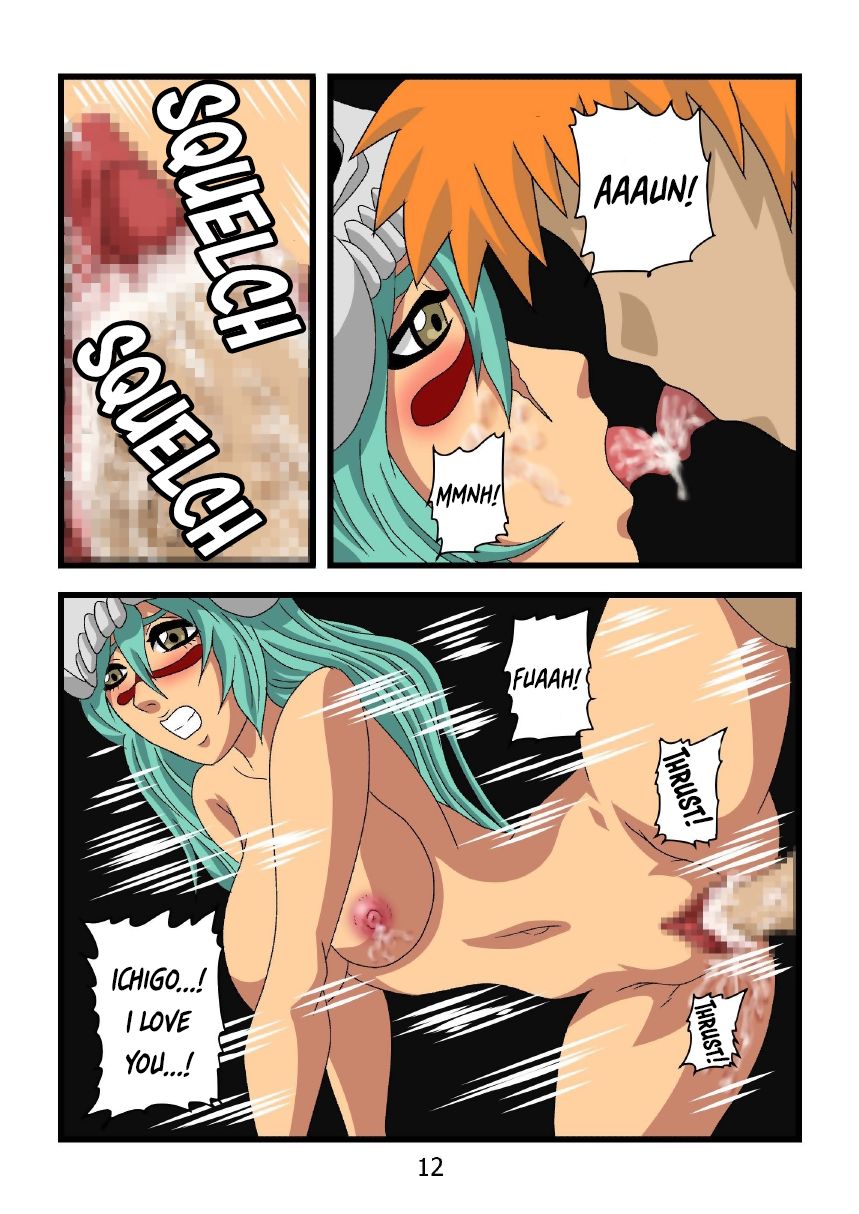 SQUELCH
SQUELCH
AAAUN!
MMNH!
FUAAH!
THRUST!
THRUST!
ICHIGO...!
I LOVE
YOU...!
12